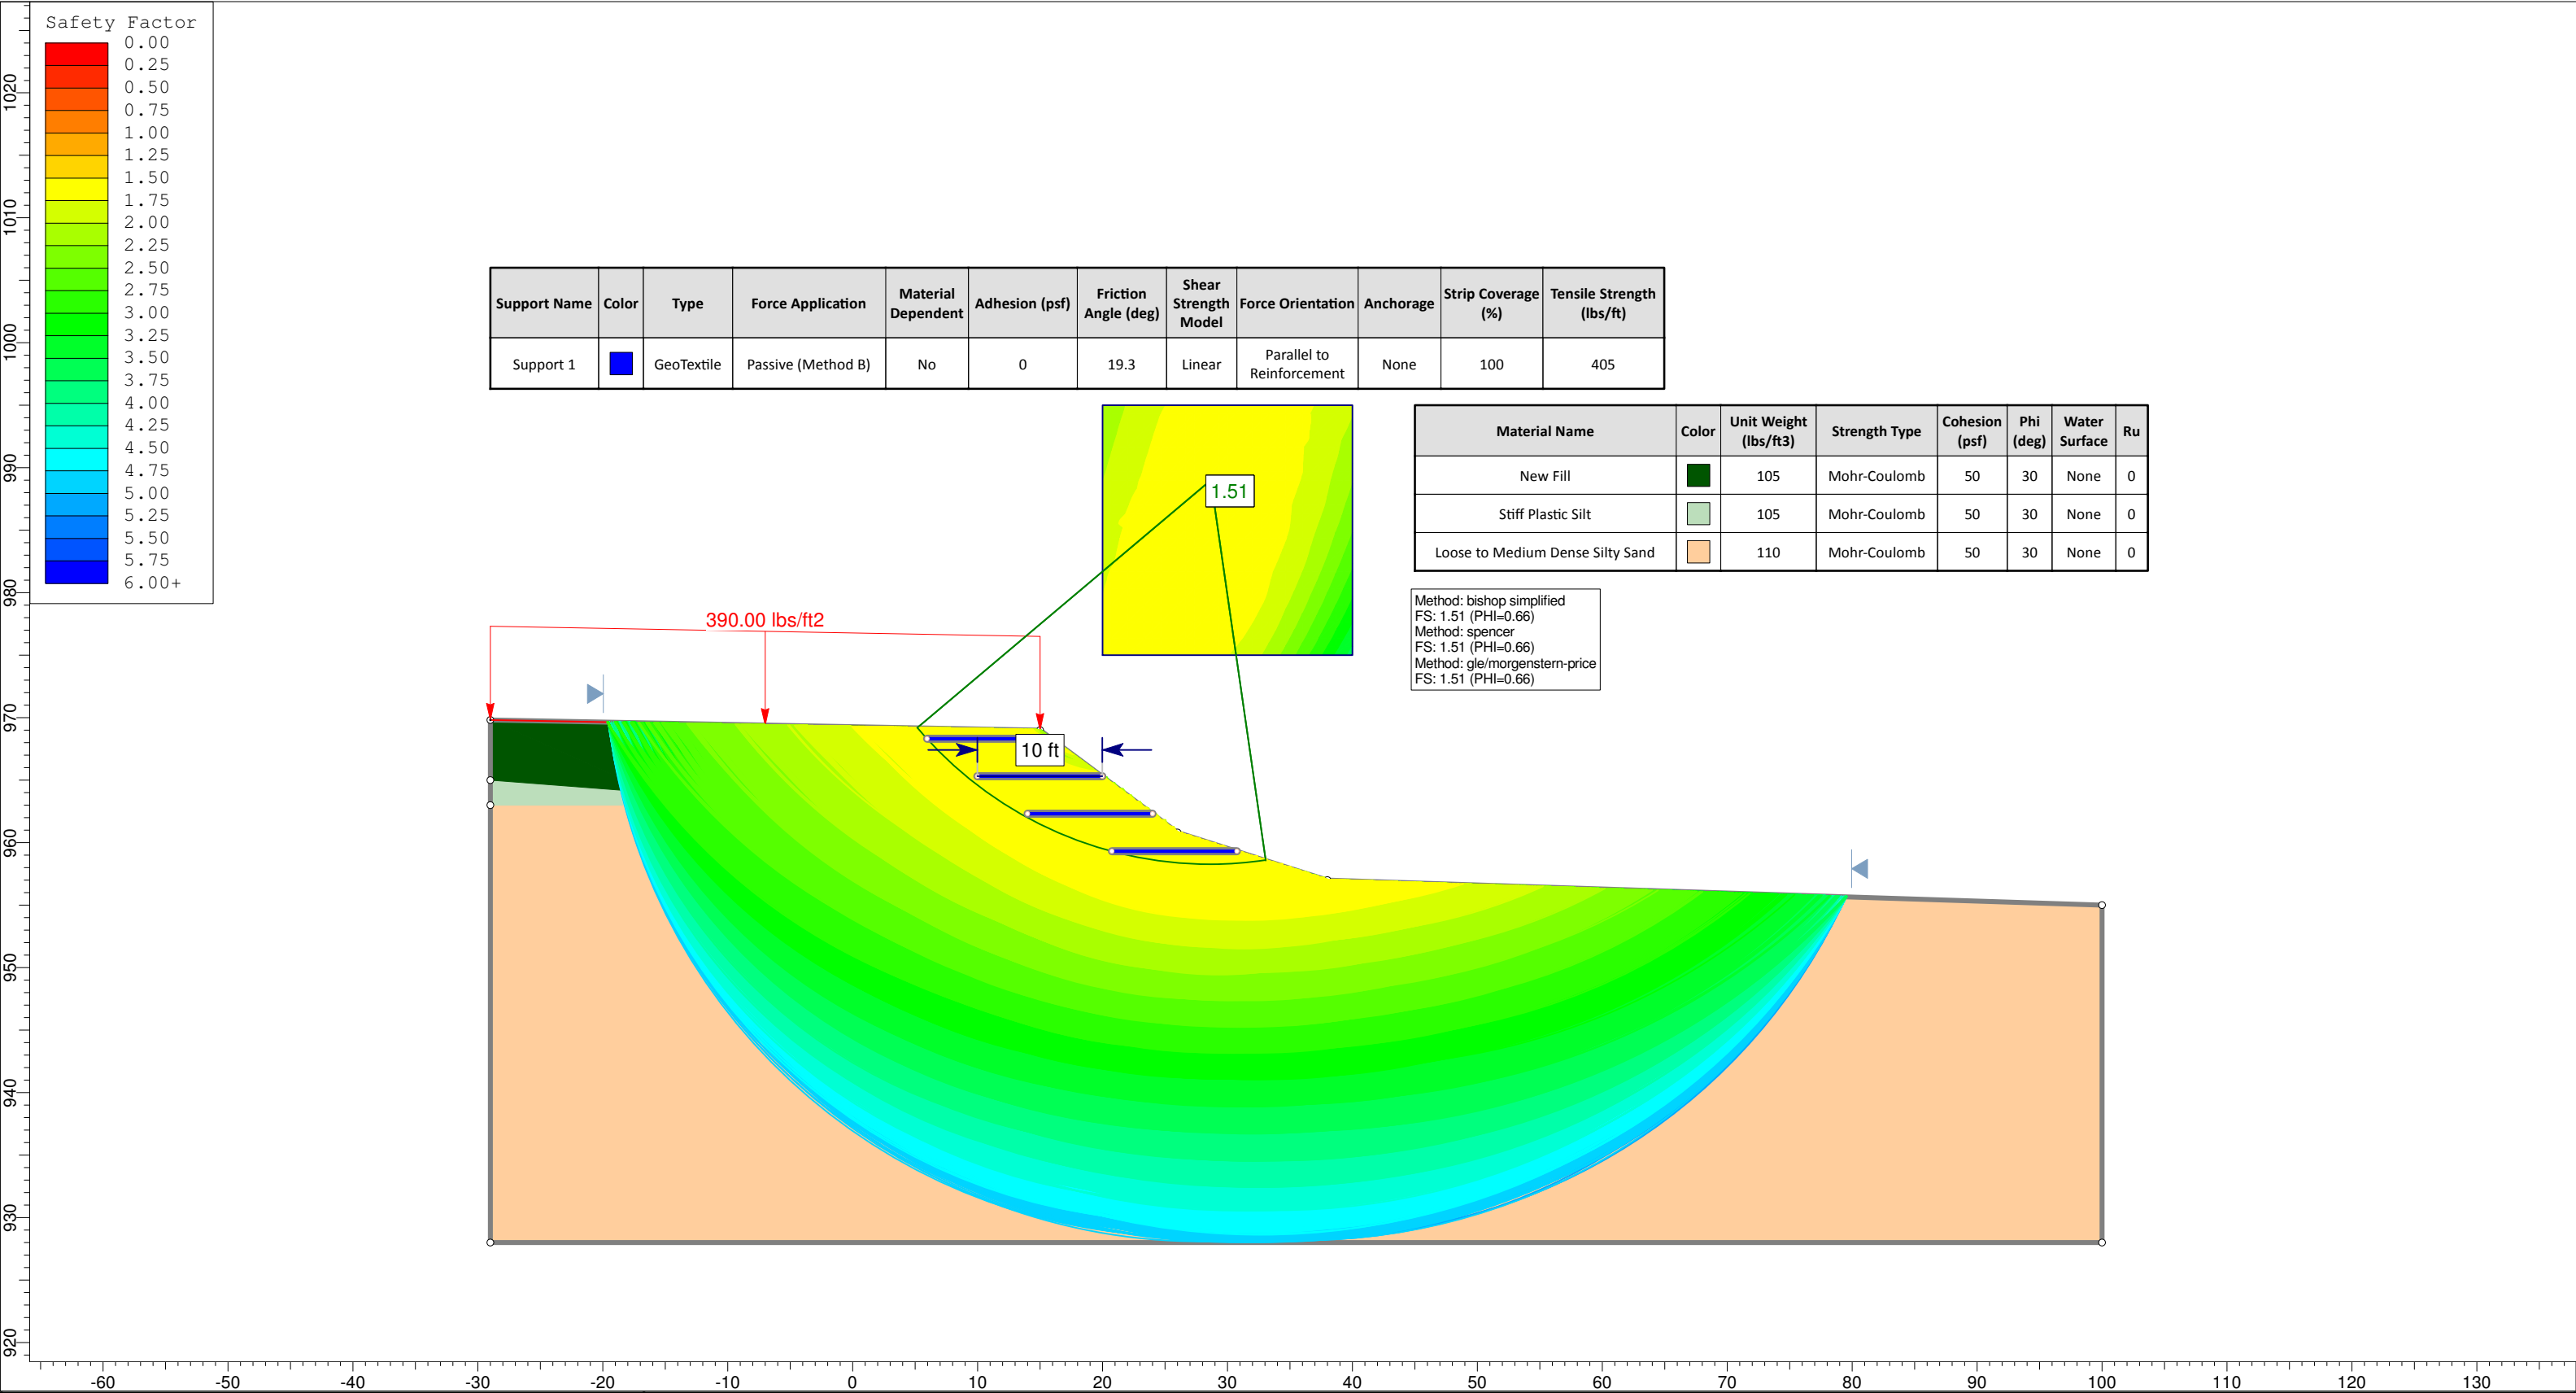 Safety Factor
0.00
0.25
0.50
0.75
1.00
1.25
1.50
1.75
2.00
2.25
2.50
2.75
3.00
3.25
3.50
3.75
4.00
4.25
4.50
4.75
5.00
5.25
5.50
5.75
6.00+
Support Name Color Type Force Application Material Dependent Adhesion (psf) Friction Angle (deg) Shear Strength Model Force Orientation Anchorage Strip Coverage (%) Tensile Strength (lbs/ft)
Support 1 GeoTextile Passive (Method B) No 0 19.3 Linear Parallel to Reinforcement None 100 405
Material Name Color Unit Weight (lbs/ft3) Strength Type Cohesion (psf) Phi (deg) Water Surface Ru
New Fill 105 Mohr-Coulomb 50 30 None 0
Stiff Plastic Silt 105 Mohr-Coulomb 50 30 None 0
Loose to Medium Dense Silty Sand 110 Mohr-Coulomb 50 30 None 0
1.51
Method: bishop simplified
FS: 1.51 (PHI=0.66)
Method: spencer
FS: 1.51 (PHI=0.66)
Method: gle/morgenstern-price
FS: 1.51 (PHI=0.66)
390.00 lbs/ft2
10 ft
1020
1010
1000
990
980
970
960
950
940
930
920
-60 -50 -40 -30 -20 -10 0 10 20 30 40 50 60 70 80 90 100 110 120 130